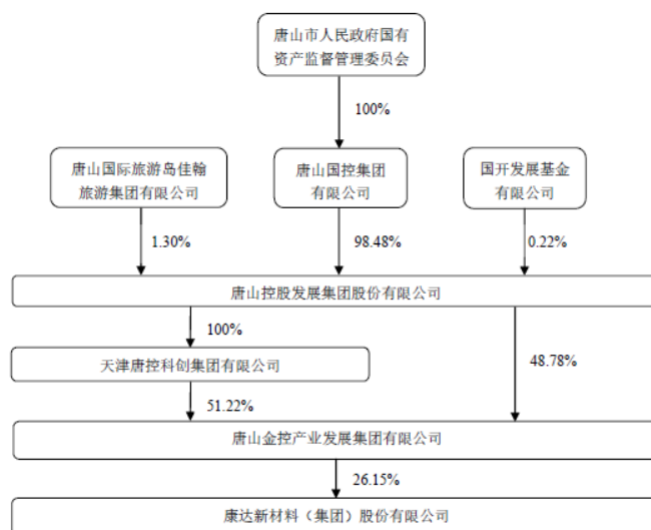 唐山市人民政府国有
资产监督管理委员会
100%
唐山国际旅游岛佳翰
旅游集团有限公司
唐山国控集团
有限公司
国开发展基金
有限公司
1.30%
98.48%
0.22%
唐山控股发展集团股份有限公司
100%
48.78%
天津唐控科创集团有限公司
51.22%
唐山金控产业发展集团有限公司
26.15%
康达新材料（集团）股份有限公司